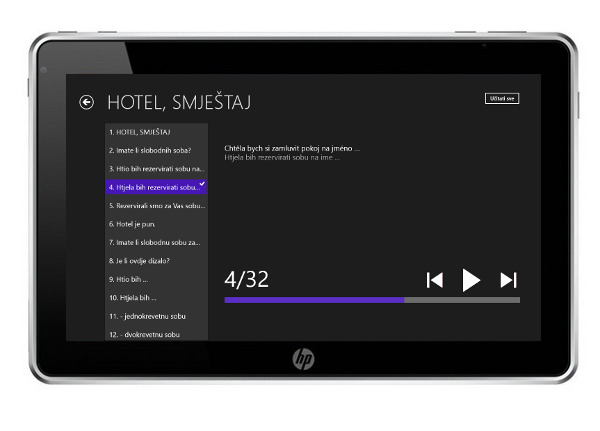 HOTEL, SMJEŠTAJ
Učitati sve
1. HOTEL, SMJEŠTAJ
2. Imate li slobodnih soba?
3. Htio bih rezervirati sobu na...
4. Htjela bih rezervirati sobu...
5. Rezervirali smo za Vas sobu...
6. Hotel je pun.
7. Imate li slobodnu sobu za...
8. Je li ovdje dizalo?
9. Htio bih ...
10. Htjela bih ...
11. - jednokrevetnu sobu
12. - dvokrevetnu sobu
Chtěla bych si zamluvit pokoj na jméno ...
Htjela bih rezervirati sobu na ime ...
4/32
hp